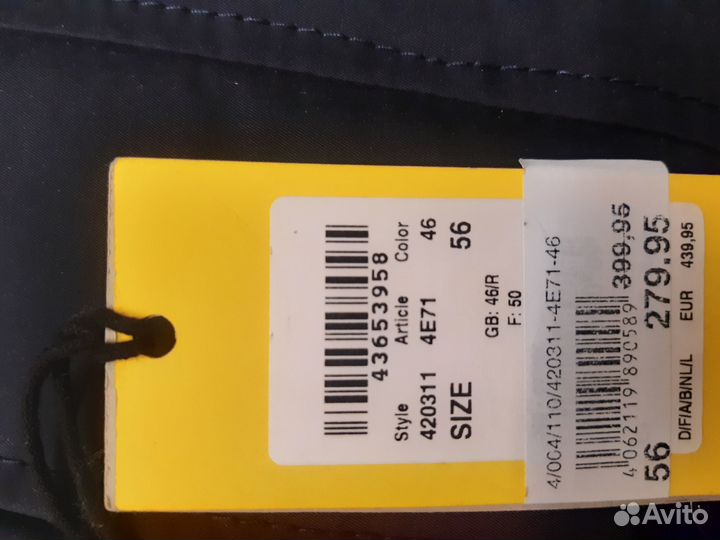 43653958
Style Article Color
420311 4E71 46
SIZE 56
GB: 46/R
F: 50
4/004/110/420311-4E71-46
4062119890589
399,95
56 279.95
D/F/A/B/NL/L EUR 439,95
Avito